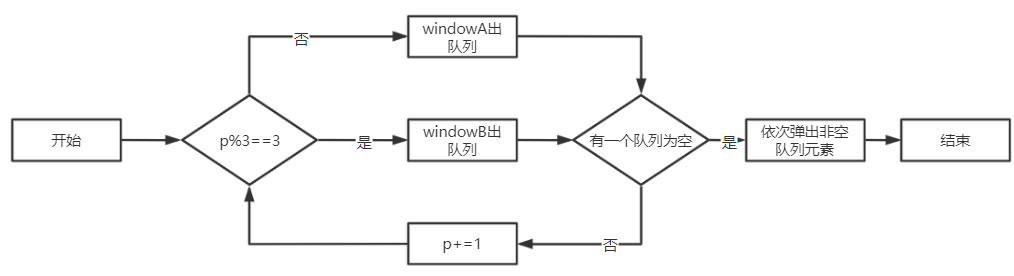 否
windowA出
队列
开始
p%3==3
是
windowB出
队列
有一个队列为空
是
依次弹出非空
队列元素
结束
p+=1
否